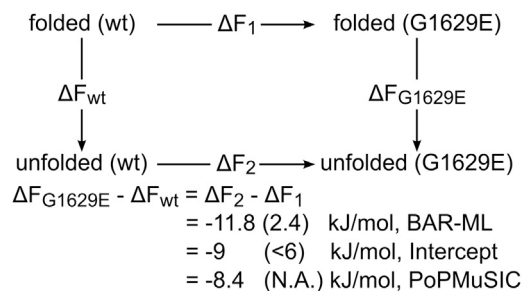 folded (wt) ΔF1 folded (G1629E)
ΔFwt ΔFG1629E
unfolded (wt) ΔF2 unfolded (G1629E)
ΔFG1629E - ΔFwt = ΔF2 - ΔF1
= -11.8 (2.4) kJ/mol, BAR-ML
= -9 (<6) kJ/mol, Intercept
= -8.4 (N.A.) kJ/mol, PoPMuSIC